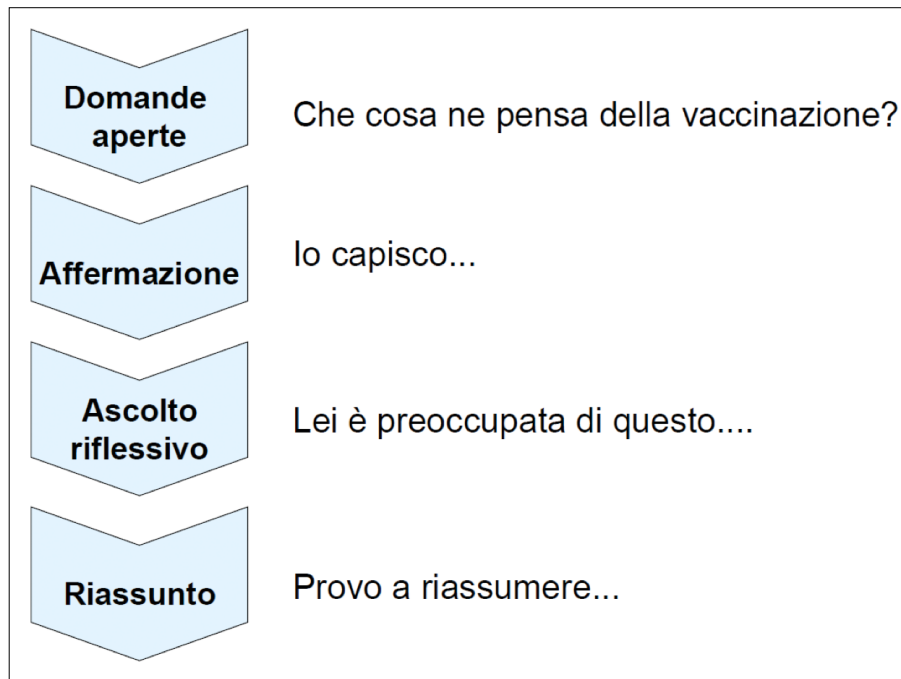 Domande
aperte
Che cosa ne pensa della vaccinazione?
Affermazione
Io capisco...
Ascolto
riflessivo
Lei è preoccupata di questo....
Riassunto
Provo a riassumere...